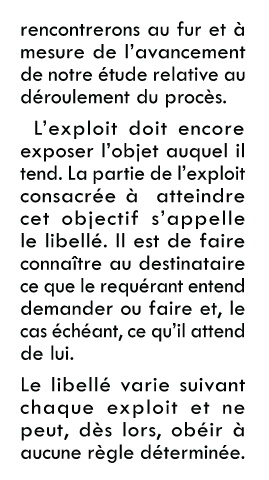 rencontrerons au fur et à
mesure de l'avancement
de notre étude relative au
déroulement du procès.
L'exploit doit encore
exposer l'objet auquel il
tend. La partie de l'exploit
consacrée à atteindre
cet objectif s'appelle
le libellé. Il est de faire
connaître au destinataire
ce que le requérant entend
demander ou faire et, le
cas échéant, ce qu'il attend
de lui.
Le libellé varie suivant
chaque exploit et ne
peut, dès lors, obéir à
aucune règle déterminée.